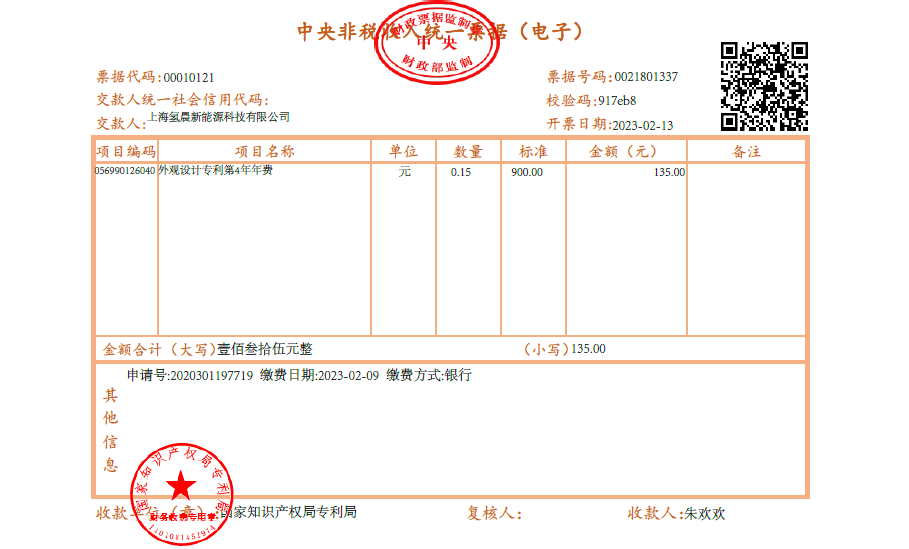 中央非税收入统一票据（电子）
财政票据监制章
中央
财政部监制
票据代码:00010121
票据号码:0021801337
交款人统一社会信用代码:
校验码:917eb8
交款人:上海氢晨新能源科技有限公司
开票日期:2023-02-13
项目编码 项目名称 单位 数量 标准 金额（元） 备注
056990126040 外观设计专利第4年年费 元 0.15 900.00 135.00
金额合计（大写)壹佰叁拾伍元整 （小写)135.00
其他信息
申请号:2020301197719 缴费日期:2023-02-09 缴费方式:银行
国家知识产权局专利局
财务收费专用章
收款单位（章）:国家知识产权局专利局 复核人: 收款人:朱欢欢